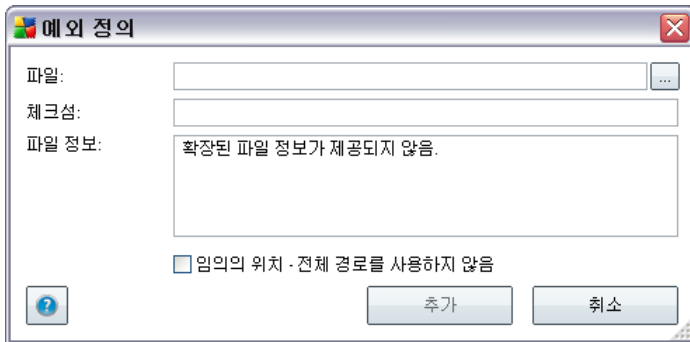 예외 정의
파일:
...
체크섬:
파일 정보:
확장된 파일 정보가 제공되지 않음.
임의의 위치 - 전체 경로를 사용하지 않음
?
추가
취소